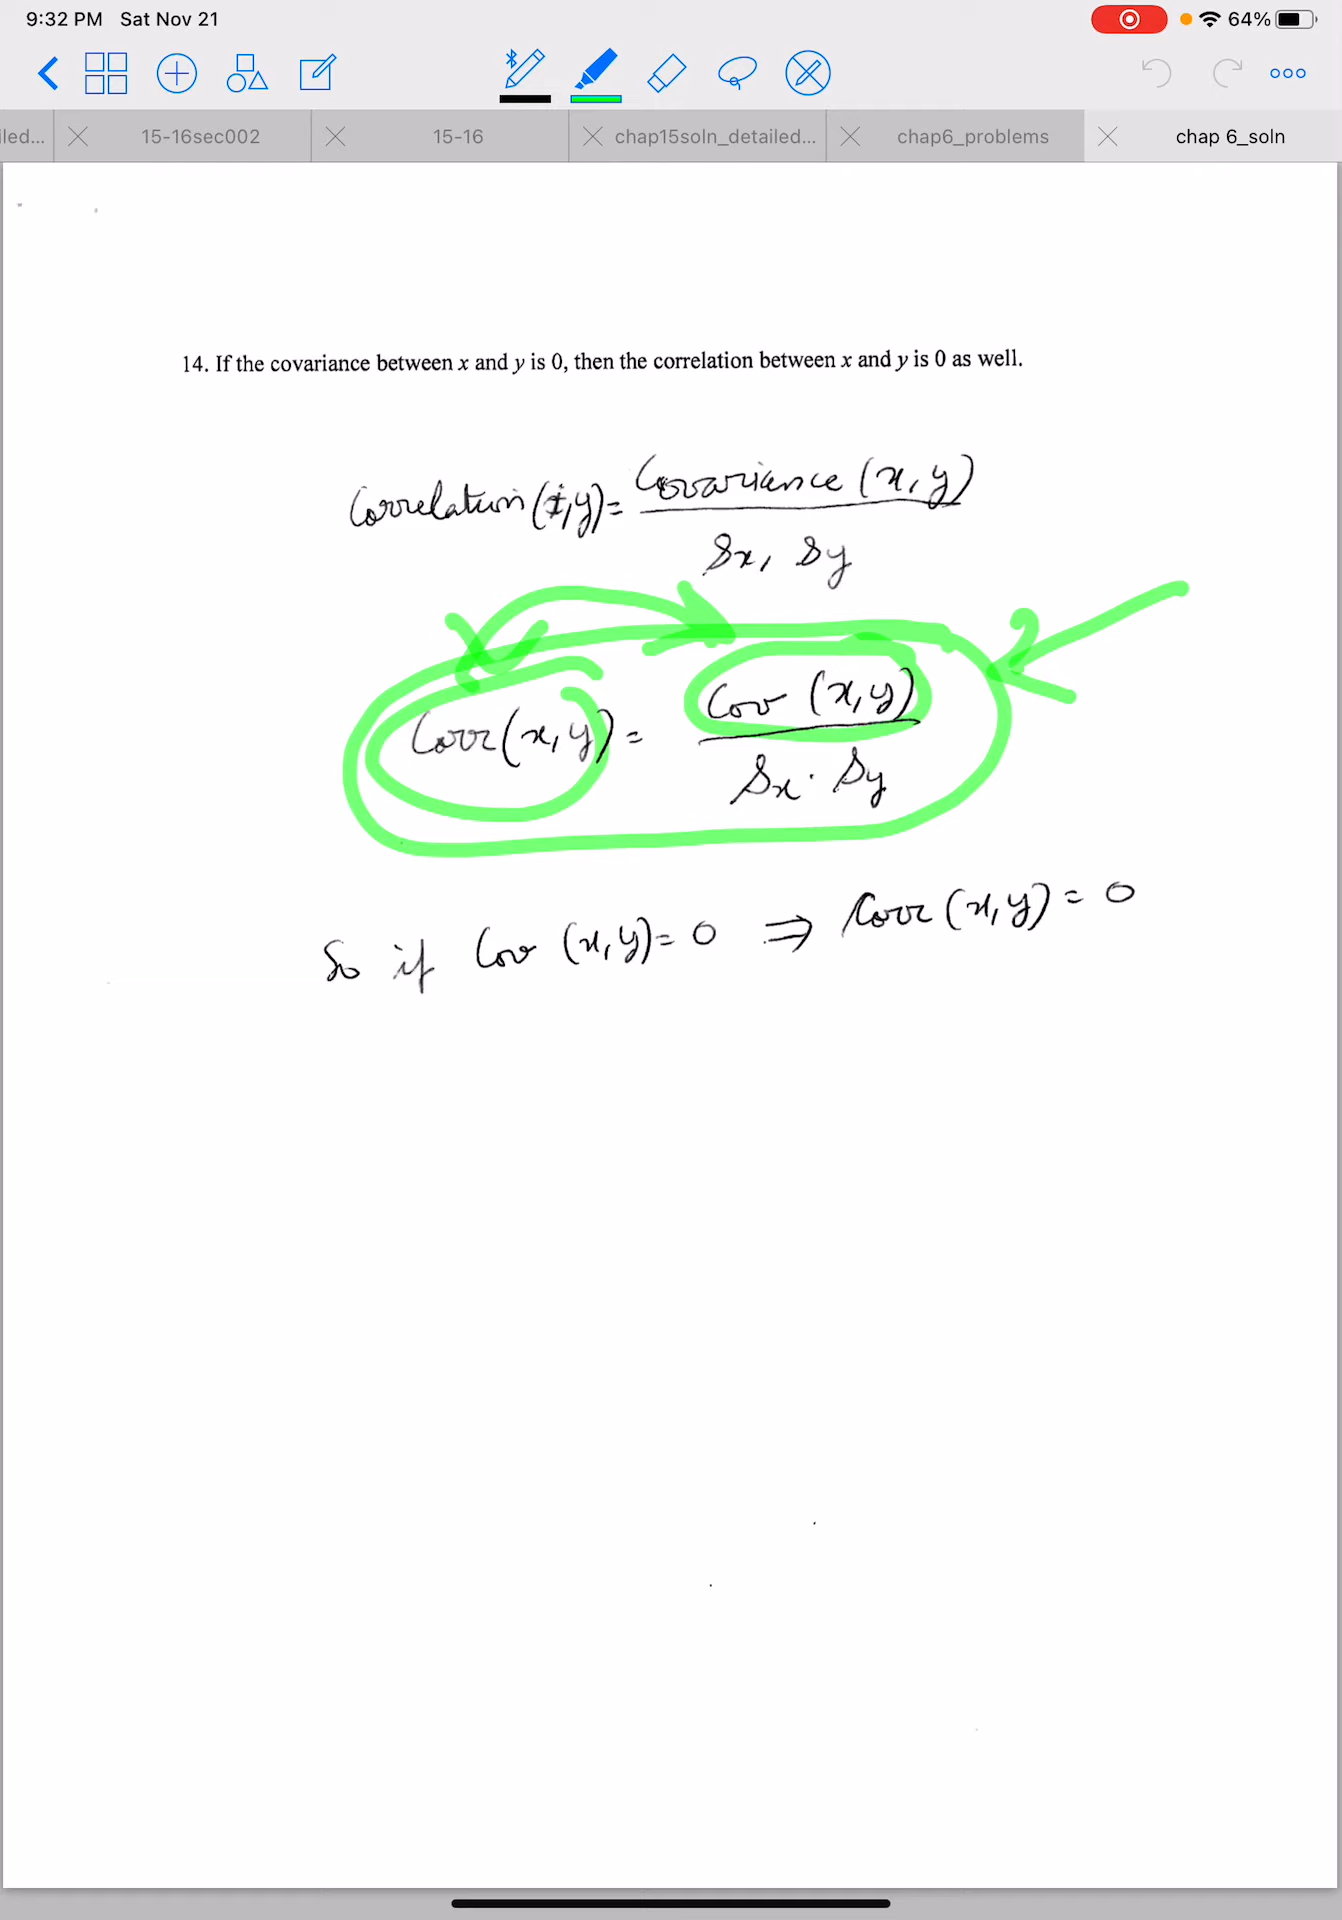 9:32 PM Sat Nov 21 64%
iled... 15-16sec002 15-16 chap15soln_detailed... chap6_problems chap 6_soln
14. If the covariance between x and y is 0, then the correlation between x and y is 0 as well.
Correlation (x,y) = Covariance (x,y)
Sx, Sy
Corr(x,y) = Cov (x,y)
Sx . Sy
So if Cov (x,y) = 0 ⇒ Corr (x,y) = 0